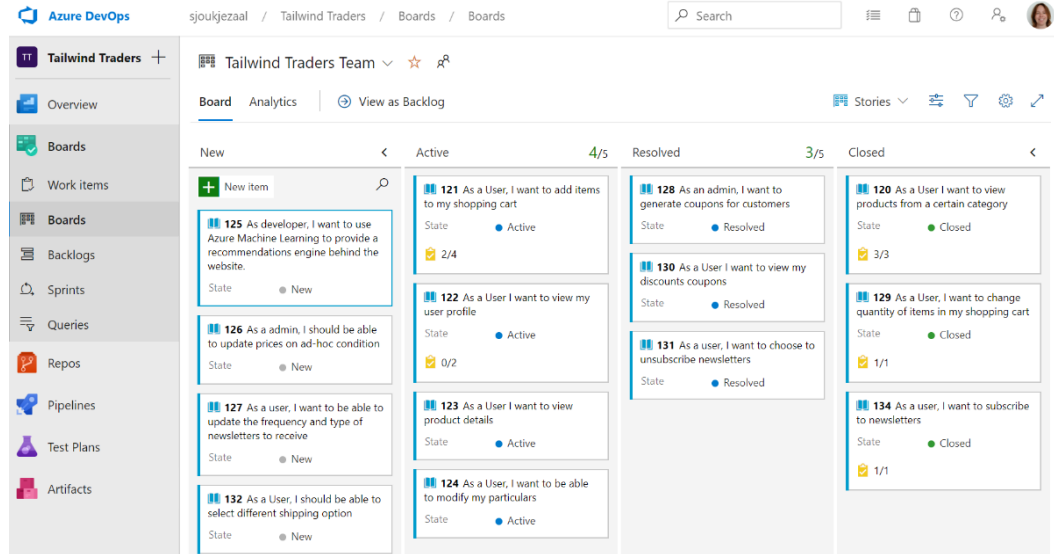 Azure DevOps
sjoukjezaal / Tailwind Traders / Boards / Boards
Search
TT Tailwind Traders
Overview
Boards
Work items
Boards
Backlogs
Sprints
Queries
Repos
Pipelines
Test Plans
Artifacts
Tailwind Traders Team
Board Analytics View as Backlog
Stories
New
New item
125 As developer, I want to use
Azure Machine Learning to provide a
recommendations engine behind the
website.
State New
126 As a admin, I should be able
to update prices on ad-hoc condition
State New
127 As a user, I want to be able to
update the frequency and type of
newsletters to receive
State New
132 As a User, I should be able to
select different shipping option
State New
Active 4/5
121 As a User, I want to add items
to my shopping cart
State Active
2/4
122 As a User I want to view my
user profile
State Active
0/2
123 As a User I want to view
product details
State Active
124 As a User, I want to be able
to modify my particulars
State Active
Resolved 3/5
128 As an admin, I want to
generate coupons for customers
State Resolved
130 As a User I want to view my
discounts coupons
State Resolved
131 As a user, I want to choose to
unsubscribe newsletters
State Resolved
Closed
120 As a User I want to view
products from a certain category
State Closed
3/3
129 As a User, I want to change
quantity of items in my shopping cart
State Closed
1/1
134 As a user, I want to subscribe
to newsletters
State Closed
1/1